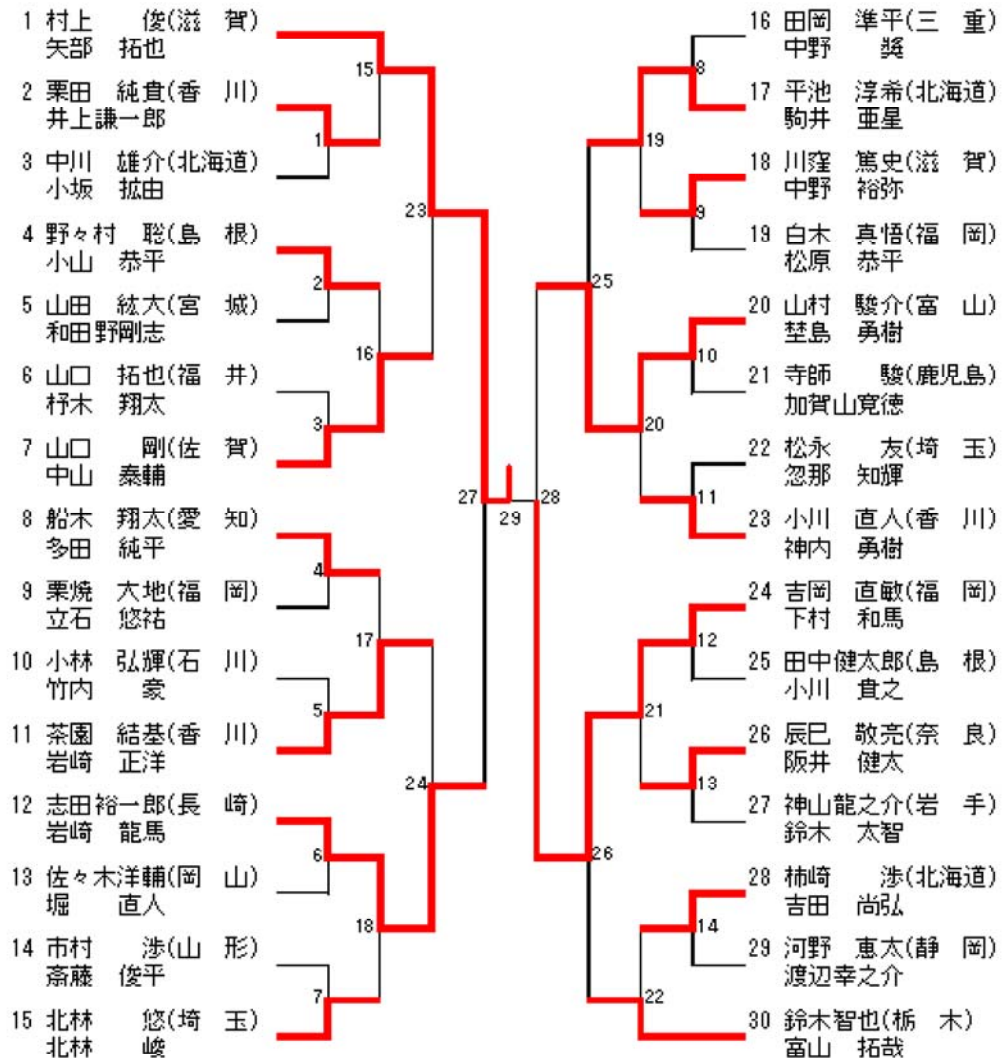 1 村上　　俊(滋　賀)
矢部　拓也
2 栗田　純貴(香　川)
井上謙一郎
3 中川　雄介(北海道)
小坂　拡由
4 野々村　聡(島　根)
小山　恭平
5 山田　紘大(宮　城)
和田野剛志
6 山口　拓也(福　井)
杼木　翔太
7 山口　　剛(佐　賀)
中山　泰輔
8 船木　翔太(愛　知)
多田　純平
9 栗焼　大地(福　岡)
立石　悠祐
10 小林　弘輝(石　川)
竹内　　豪
11 茶園　結基(香　川)
岩崎　正洋
12 志田裕一郎(長　崎)
岩崎　龍馬
13 佐々木洋輔(岡　山)
堀　　直人
14 市村　　渉(山　形)
斎藤　俊平
15 北林　　悠(埼　玉)
北林　　峻
15
1
23
2
16
3
27
4
17
5
24
6
18
7
29
28
8
19
9
25
10
20
11
12
21
13
26
14
22
16 田岡　準平(三　重)
中野　　奨
17 平池　淳希(北海道)
駒井　亜星
18 川窪　篤史(滋　賀)
中野　裕弥
19 白木　真悟(福　岡)
松原　恭平
20 山村　駿介(富　山)
埜島　勇樹
21 寺師　　駿(鹿児島)
加賀山寛徳
22 松永　　友(埼　玉)
忽那　知輝
23 小川　直人(香　川)
神内　勇樹
24 吉岡　直敏(福　岡)
下村　和馬
25 田中健太郎(島　根)
小川　貴之
26 辰巳　敬亮(奈　良)
阪井　健太
27 神山龍之介(岩　手)
鈴木　太智
28 柿崎　　渉(北海道)
吉田　尚弘
29 河野　恵太(静　岡)
渡辺幸之介
30 鈴木智也(栃　木)
富山　拓哉